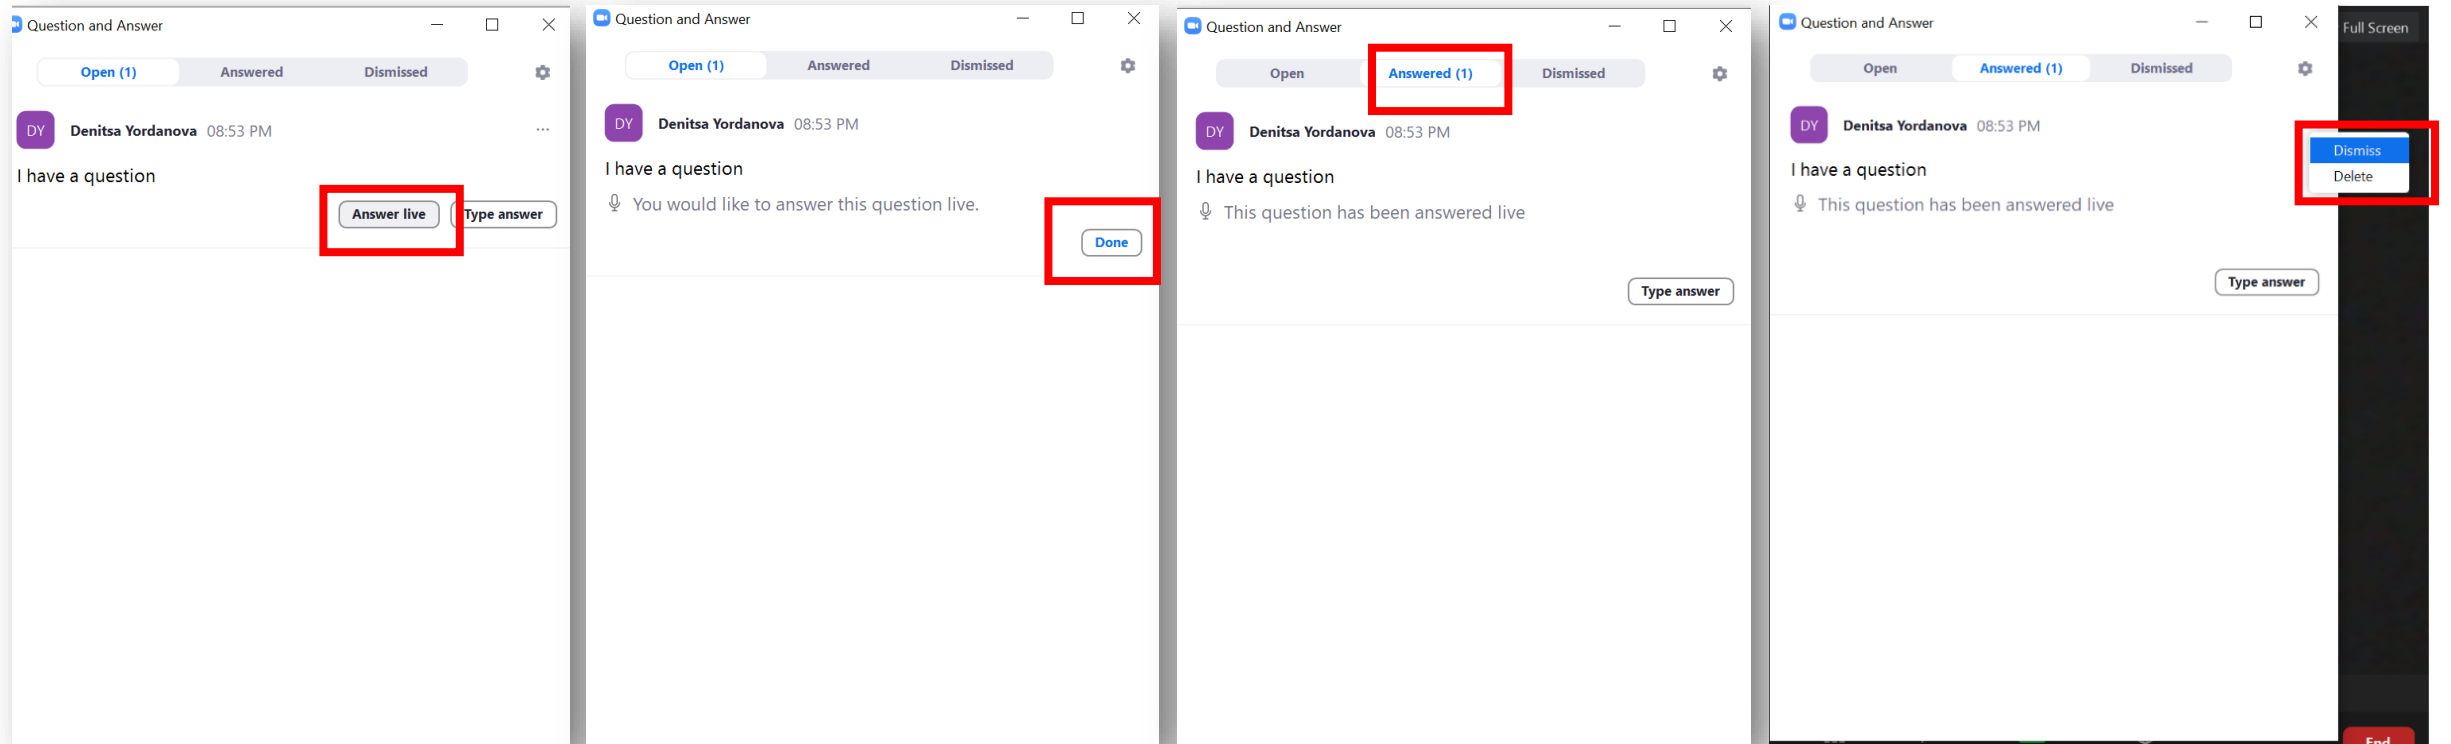 Question and Answer
Open (1) Answered Dismissed
DY Denitsa Yordanova 08:53 PM ...
I have a question
Answer live Type answer
Question and Answer
Open (1) Answered Dismissed
DY Denitsa Yordanova 08:53 PM
I have a question
You would like to answer this question live.
Done
Question and Answer
Open Answered (1) Dismissed
DY Denitsa Yordanova 08:53 PM
I have a question
This question has been answered live
Type answer
Question and Answer
Full Screen
Open Answered (1) Dismissed
DY Denitsa Yordanova 08:53 PM
Dismiss
I have a question
Delete
This question has been answered live
Type answer
End